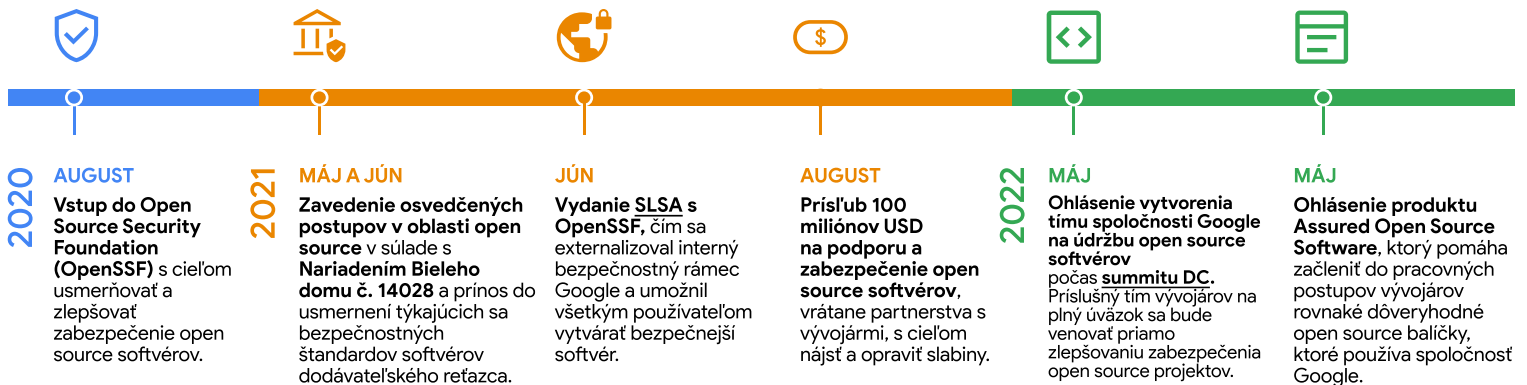 $
2020
AUGUST
Vstup do Open
Source Security
Foundation
(OpenSSF) s cieľom
usmerňovať a
zlepšovať
zabezpečenie open
source softvérov.
2021
MÁJ A JÚN
Zavedenie osvedčených
postupov v oblasti open
source v súlade s
Nariadením Bieleho
domu č. 14028 a prínos do
usmernení týkajúcich sa
bezpečnostných
štandardov softvérov
dodávateľského reťazca.
JÚN
Vydanie SLSA s
OpenSSF, čím sa
externalizoval interný
bezpečnostný rámec
Google a umožnil
všetkým používateľom
vytvárať bezpečnejší
softvér.
AUGUST
Prísľub 100
miliónov USD
na podporu a
zabezpečenie open
source softvérov,
vrátane partnerstva s
vývojármi, s cieľom
nájsť a opraviť slabiny.
2022
MÁJ
Ohlásenie vytvorenia
tímu spoločnosti Google
na údržbu open source
softvérov
počas summitu DC.
Príslušný tím vývojárov na
plný úväzok sa bude
venovať priamo
zlepšovaniu zabezpečenia
open source projektov.
MÁJ
Ohlásenie produktu
Assured Open Source
Software, ktorý pomáha
začleniť do pracovných
postupov vývojárov
rovnaké dôveryhodné
open source balíčky,
ktoré používa spoločnosť
Google.